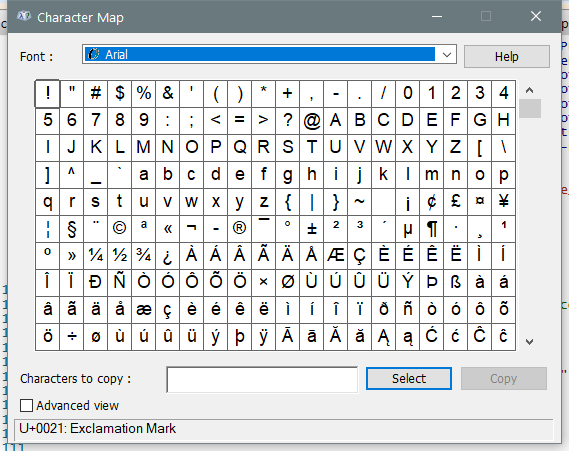 Character Map
Font : Arial Help
! " # $ % & ' ( ) * + , - . / 0 1 2 3 4
5 6 7 8 9 : ; < = > ? @ A B C D E F G H
I J K L M N O P Q R S T U V W X Y Z [ \
] ^ _ ` a b c d e f g h i j k l m n o p
q r s t u v w x y z { | } ~ ¡ ¢ £ ¤ ¥
¦ § ¨ © ª « ¬ - ® ¯ ° ± ² ³ ´ µ ¶ · ¸ ¹
º » ¼ ½ ¾ ¿ À Á Â Ã Ä Å Æ Ç È É Ê Ë Ì Í
Î Ï Ð Ñ Ò Ó Ô Õ Ö × Ø Ù Ú Û Ü Ý Þ ß à á
â ã ä å æ ç è é ê ë ì í î ï ð ñ ò ó ô õ
ö ÷ ø ù ú û ü ý þ ÿ Ā ā Ă ă Ą ą Ć ć Ĉ ĉ
Characters to copy : Select Copy
Advanced view
U+0021: Exclamation Mark